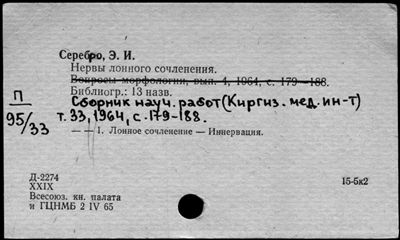 Серебро, Э. И.
Нервы лонного сочленения.
Вопросы морфологии, вып. 4, 1964, с. 179—188.
Библиогр.: 13 назв.
П
95/33
Сборник науч. работ (Киргиз. мед. ин-т)
т. 33, 1964, с. 179-188.
— — 1. Лонное сочленение — Иннервация.
Д-2274
XXIX
15-5к2
Всесоюз. кн. палата
и ГЦНМБ 2 IV 65